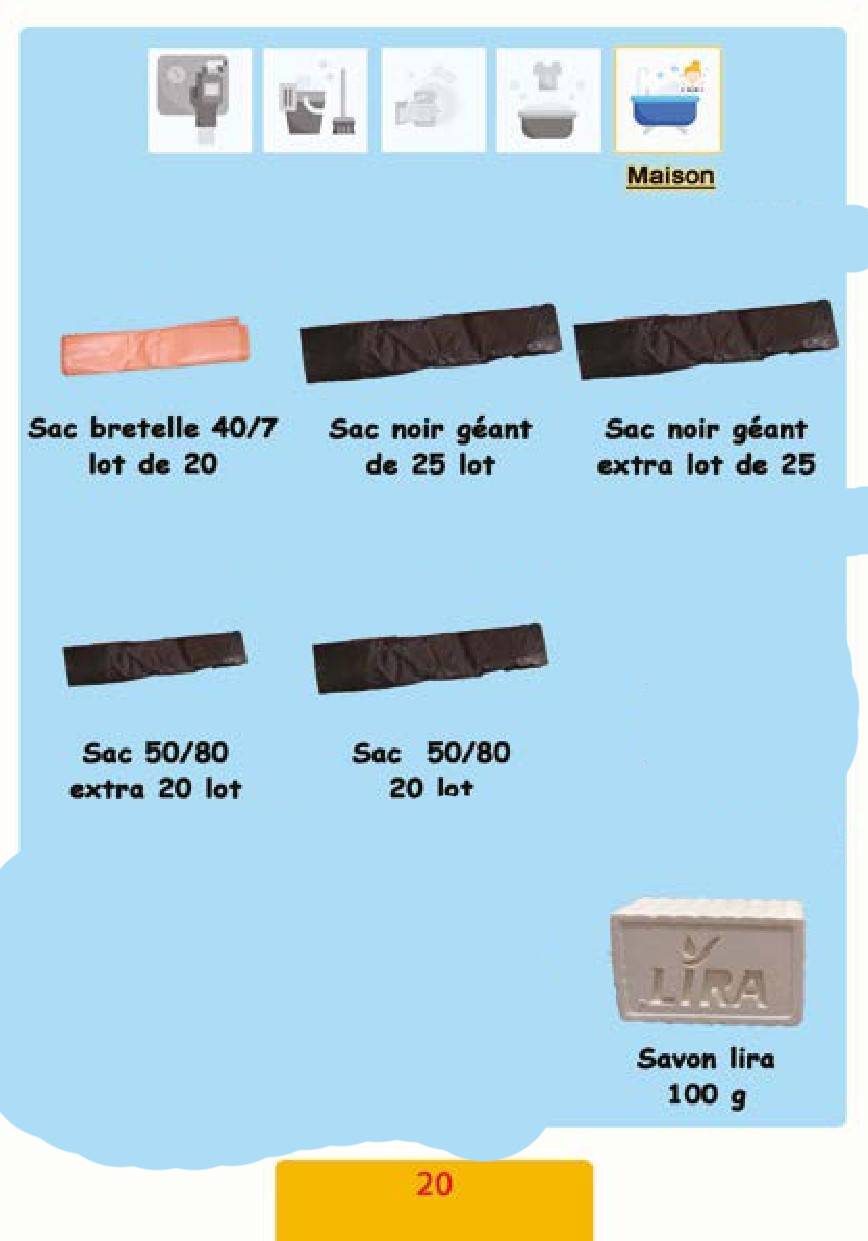 Maison
Sac bretelle 40/7
lot de 20
Sac noir géant
de 25 lot
Sac noir géant
extra lot de 25
Sac 50/80
extra 20 lot
Sac 50/80
20 lot
LIRA
Savon lira
100 g
20